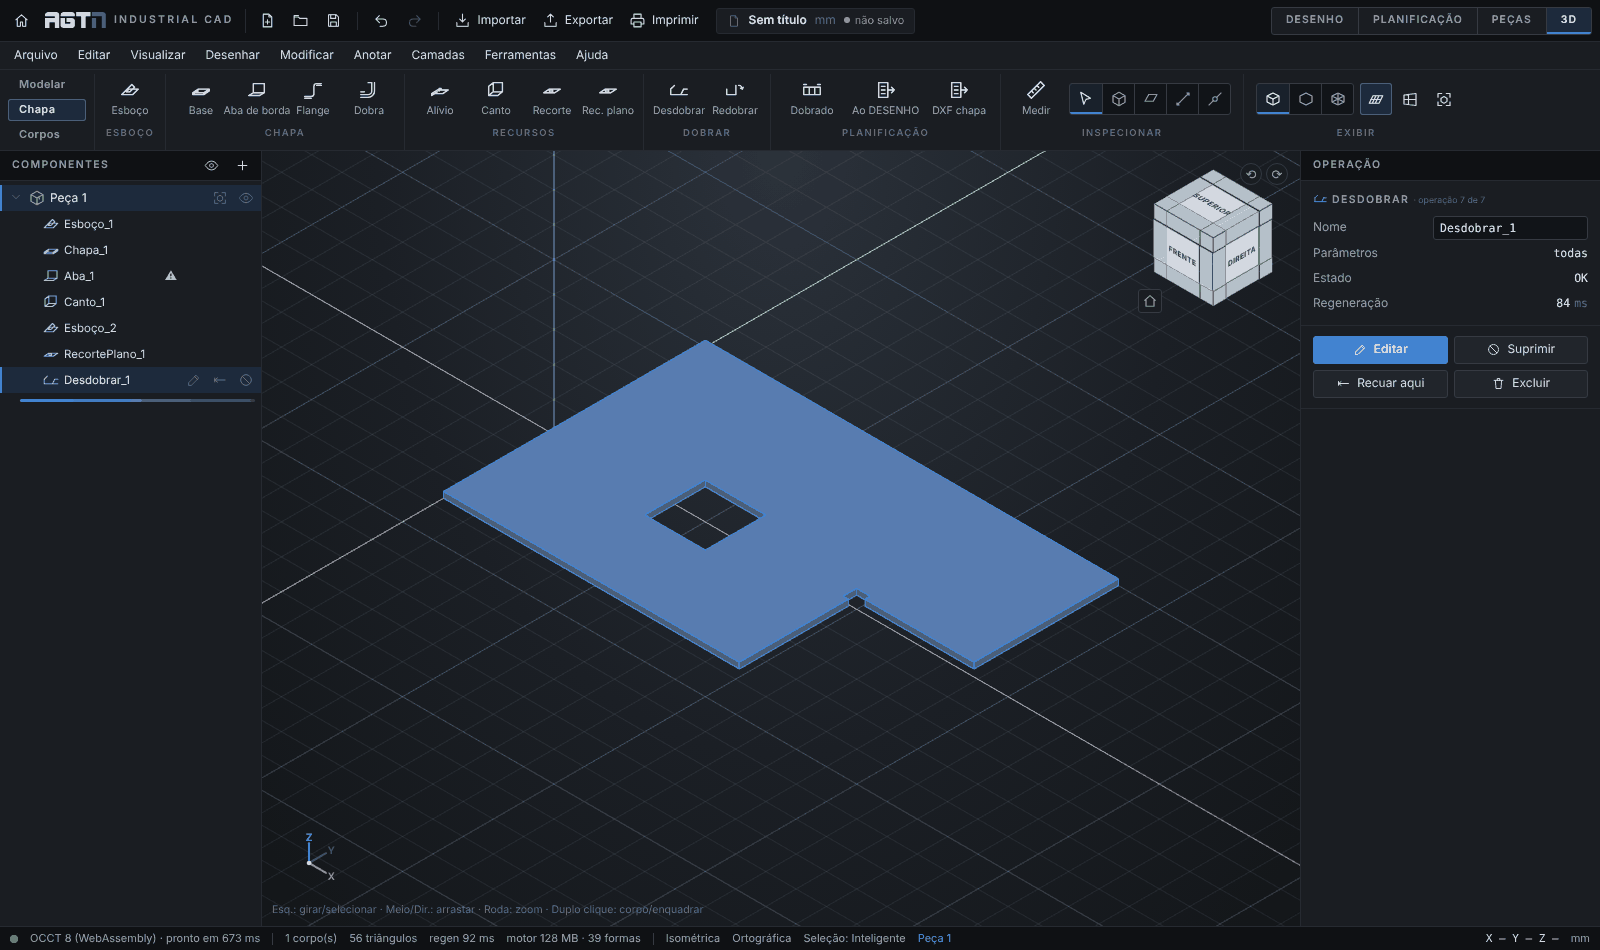 AGTM INDUSTRIAL CAD
Importar
Exportar
Imprimir
Sem título mm não salvo
DESENHO
PLANIFICAÇÃO
PEÇAS
3D
Arquivo
Editar
Visualizar
Desenhar
Modificar
Anotar
Camadas
Ferramentas
Ajuda
Modelar
Chapa
Corpos
Esboço
ESBOÇO
Base
Aba de borda
Flange
Dobra
CHAPA
Alívio
Canto
Recorte
Rec. plano
RECURSOS
Desdobrar
Redobrar
DOBRAR
Dobrado
Ao DESENHO
DXF chapa
PLANIFICAÇÃO
Medir
INSPECIONAR
EXIBIR
COMPONENTES
Peça 1
Esboço_1
Chapa_1
Aba_1
Canto_1
Esboço_2
RecortePlano_1
Desdobrar_1
SUPERIOR
FRENTE
DIREITA
Z
Y
X
Esq.: girar/selecionar · Meio/Dir.: arrastar · Roda: zoom · Duplo clique: corpo/enquadrar
OPERAÇÃO
DESDOBRAR · operação 7 de 7
Nome Desdobrar_1
Parâmetros todas
Estado OK
Regeneração 84 ms
Editar
Suprimir
Recuar aqui
Excluir
OCCT 8 (WebAssembly) · pronto em 673 ms
1 corpo(s)
56 triângulos
regen 92 ms
motor 128 MB · 39 formas
Isométrica
Ortográfica
Seleção: Inteligente
Peça 1
X — Y — Z — mm